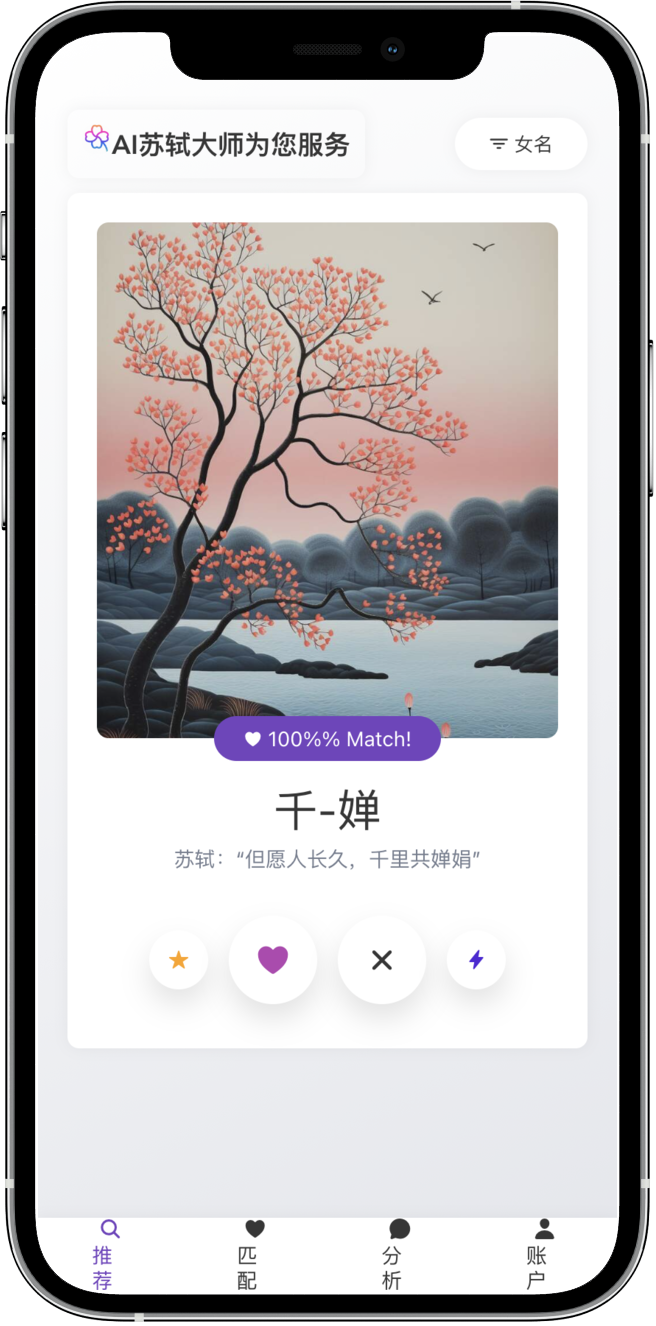 AI苏轼大师为您服务
女名
100%% Match!
千-婵
苏轼：“但愿人长久，千里共婵娟”
推
荐
匹
配
分
析
账
户